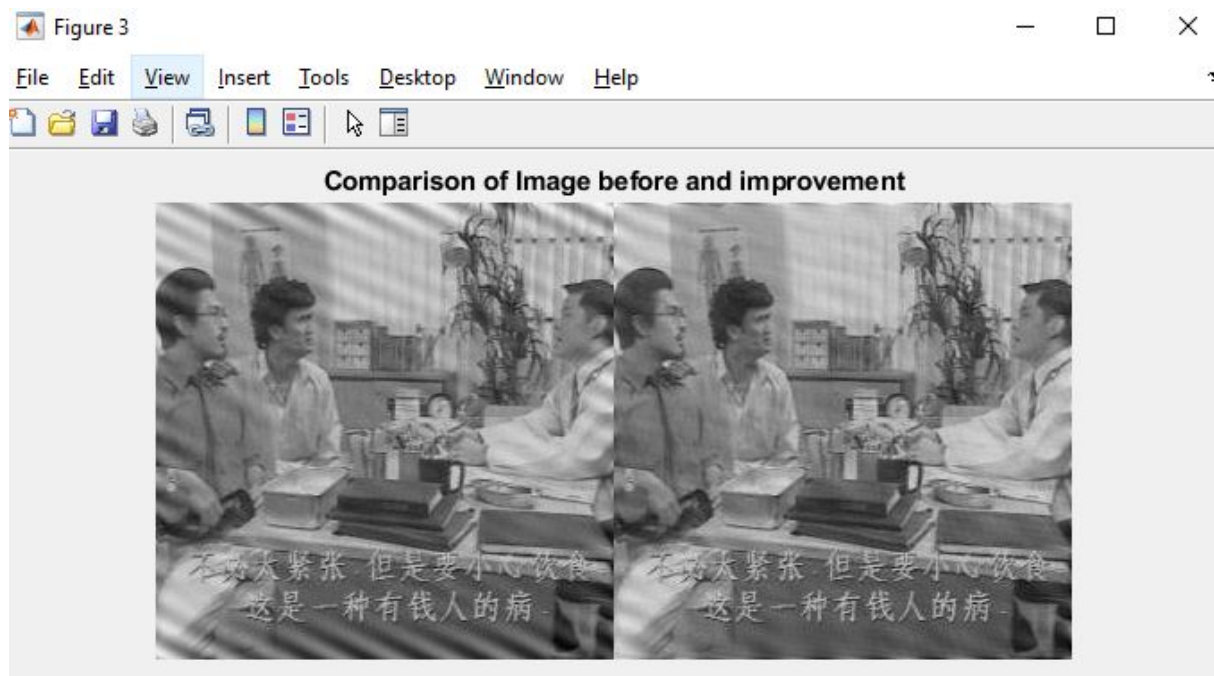 Figure 3
File Edit View Insert Tools Desktop Window Help
Comparison of Image before and improvement
不必太紧张 但是要小心饮食 不必太紧张 但是要小心饮食
这是一种有钱人的病 这是一种有钱人的病